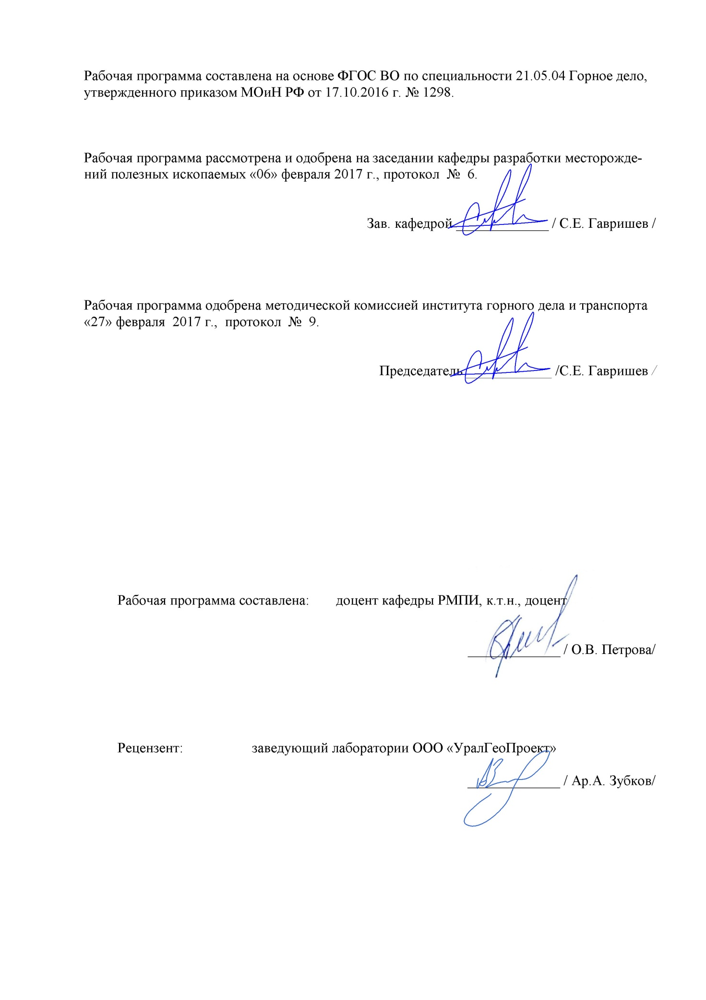 Рабочая программа составлена на основе ФГОС ВО по специальности 21.05.04 Горное дело,
утвержденного приказом МОиН РФ от 17.10.2016 г. № 1298.
Рабочая программа рассмотрена и одобрена на заседании кафедры разработки месторожде-
ний полезных ископаемых «06» февраля 2017 г., протокол № 6.
Зав. кафедрой ______________ / С.Е. Гавришев /
Рабочая программа одобрена методической комиссией института горного дела и транспорта
«27» февраля 2017 г., протокол № 9.
Председатель ______________ /С.Е. Гавришев /
Рабочая программа составлена: доцент кафедры РМПИ, к.т.н., доцент
______________ / О.В. Петрова/
Рецензент: заведующий лаборатории ООО «УралГеоПроект»
______________ / Ар.А. Зубков/